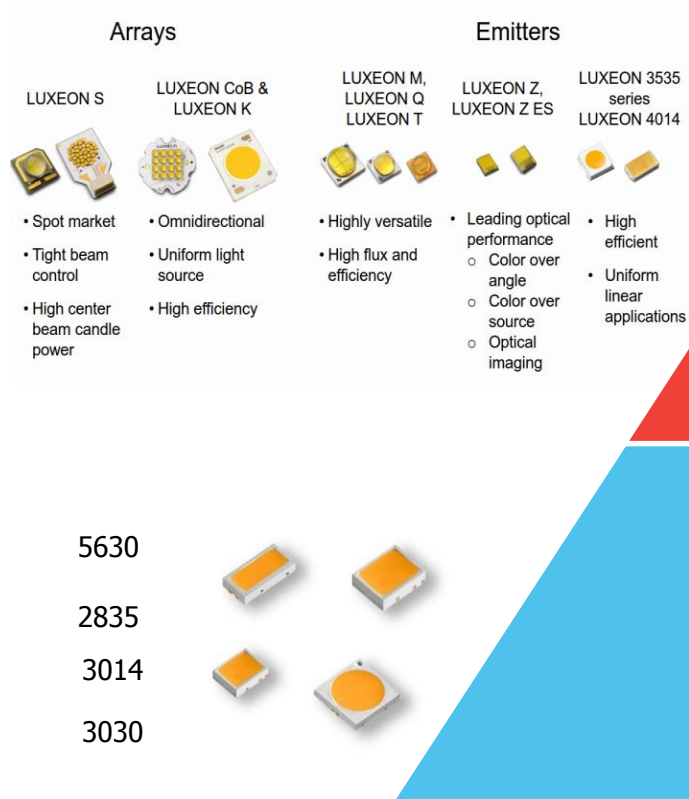 Arrays
Emitters
LUXEON S
LUXEON CoB &
LUXEON K
LUXEON M,
LUXEON Q
LUXEON T
LUXEON Z,
LUXEON Z ES
LUXEON 3535
series
LUXEON 4014
• Spot market
• Tight beam
control
• High center
beam candle
power
• Omnidirectional
• Uniform light
source
• High efficiency
• Highly versatile
• High flux and
efficiency
• Leading optical
performance
o Color over
angle
o Color over
source
o Optical
imaging
• High
efficient
• Uniform
linear
applications
5630
2835
3014
3030